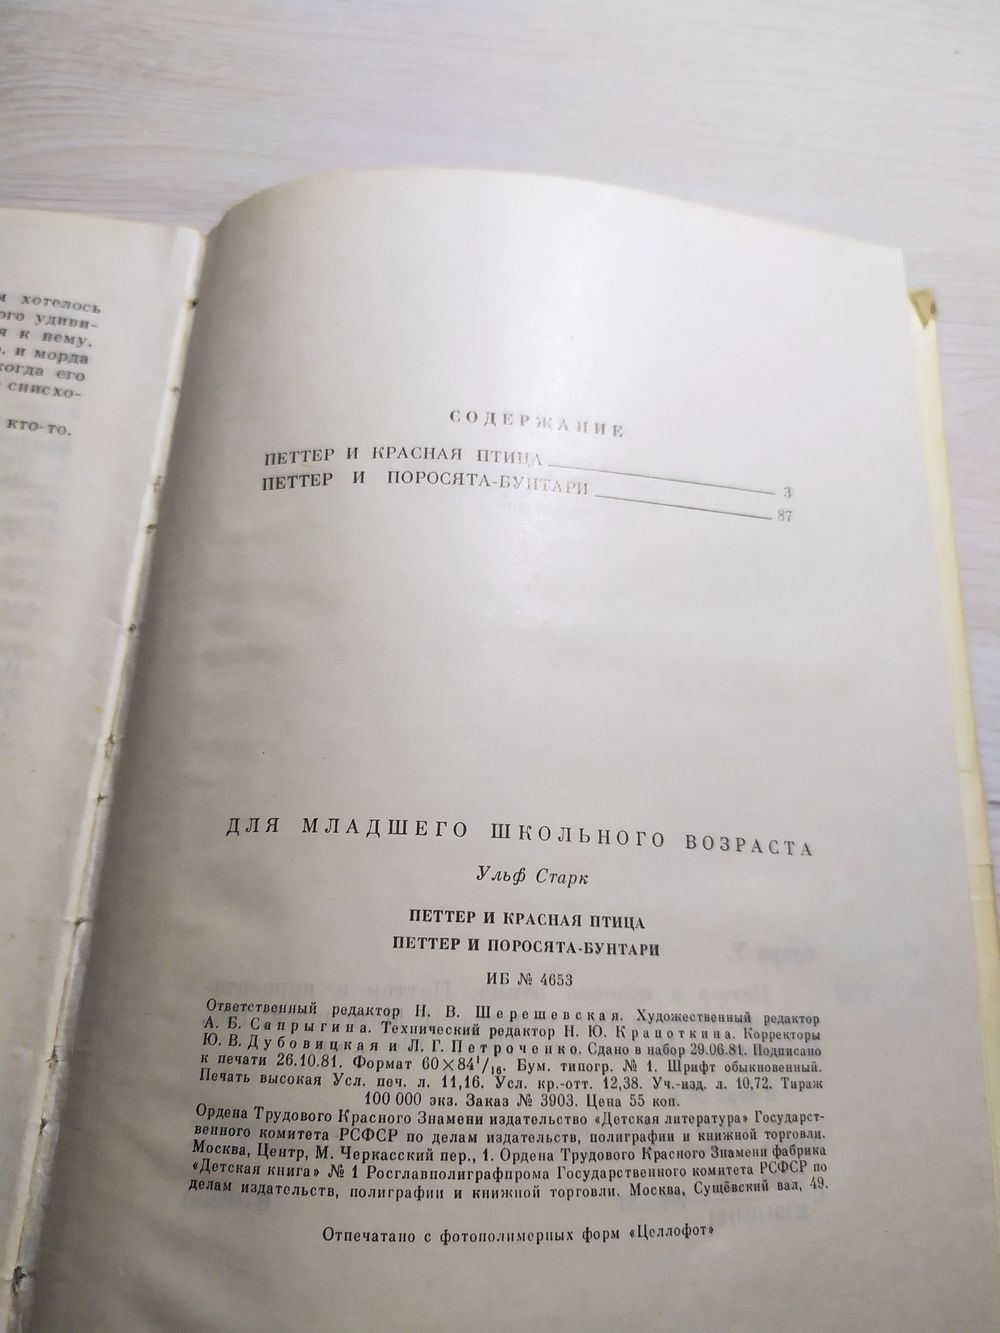 хотелось
удиви-
к нему.
и морда
когда его
снисхо-
кто-то.
СОДЕРЖАНИЕ
ПЕТТЕР И КРАСНАЯ ПТИЦА 3
ПЕТТЕР И ПОРОСЯТА-БУНТАРИ 87
ДЛЯ МЛАДШЕГО ШКОЛЬНОГО ВОЗРАСТА
Ульф Старк
ПЕТТЕР И КРАСНАЯ ПТИЦА
ПЕТТЕР И ПОРОСЯТА-БУНТАРИ
ИБ № 4653
Ответственный редактор Н. В. Шерешевская. Художественный редактор
А. Б. Сапрыгина. Технический редактор Н. Ю. Крапоткина. Корректоры
Ю. В. Дубовицкая и Л. Г. Петроченко. Сдано в набор 29.06.81. Подписано
к печати 26.10.81. Формат 60×84¹/₁₆. Бум. типогр. № 1. Шрифт обыкновенный.
Печать высокая Усл. печ. л. 11,16. Усл. кр.-отт. 12,38. Уч.-изд. л. 10,72. Тираж
100 000 экз. Заказ № 3903. Цена 55 коп.
Ордена Трудового Красного Знамени издательство «Детская литература» Государст-
венного комитета РСФСР по делам издательств, полиграфии и книжной торговли.
Москва, Центр, М. Черкасский пер., 1. Ордена Трудового Красного Знамени фабрика
«Детская книга» № 1 Росглавполиграфпрома Государственного комитета РСФСР по
делам издательств, полиграфии и книжной торговли. Москва, Сущёвский вал, 49.
Отпечатано с фотополимерных форм «Целлофот»